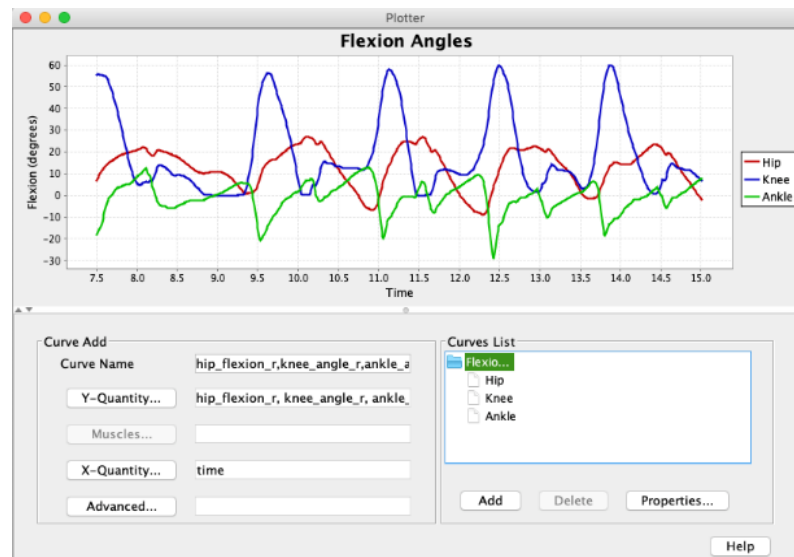 Plotter
Flexion Angles
60
50
40
30
20
10
0
-10
-20
-30
Flexion (degrees)
7.5 8.0 8.5 9.0 9.5 10.0 10.5 11.0 11.5 12.0 12.5 13.0 13.5 14.0 14.5 15.0
Time
Hip
Knee
Ankle
Curve Add
Curve Name hip_flexion_r,knee_angle_r,ankle_a
Y-Quantity... hip_flexion_r, knee_angle_r, ankle_
Muscles...
X-Quantity... time
Advanced...
Curves List
Flexio...
Hip
Knee
Ankle
Add Delete Properties...
Help